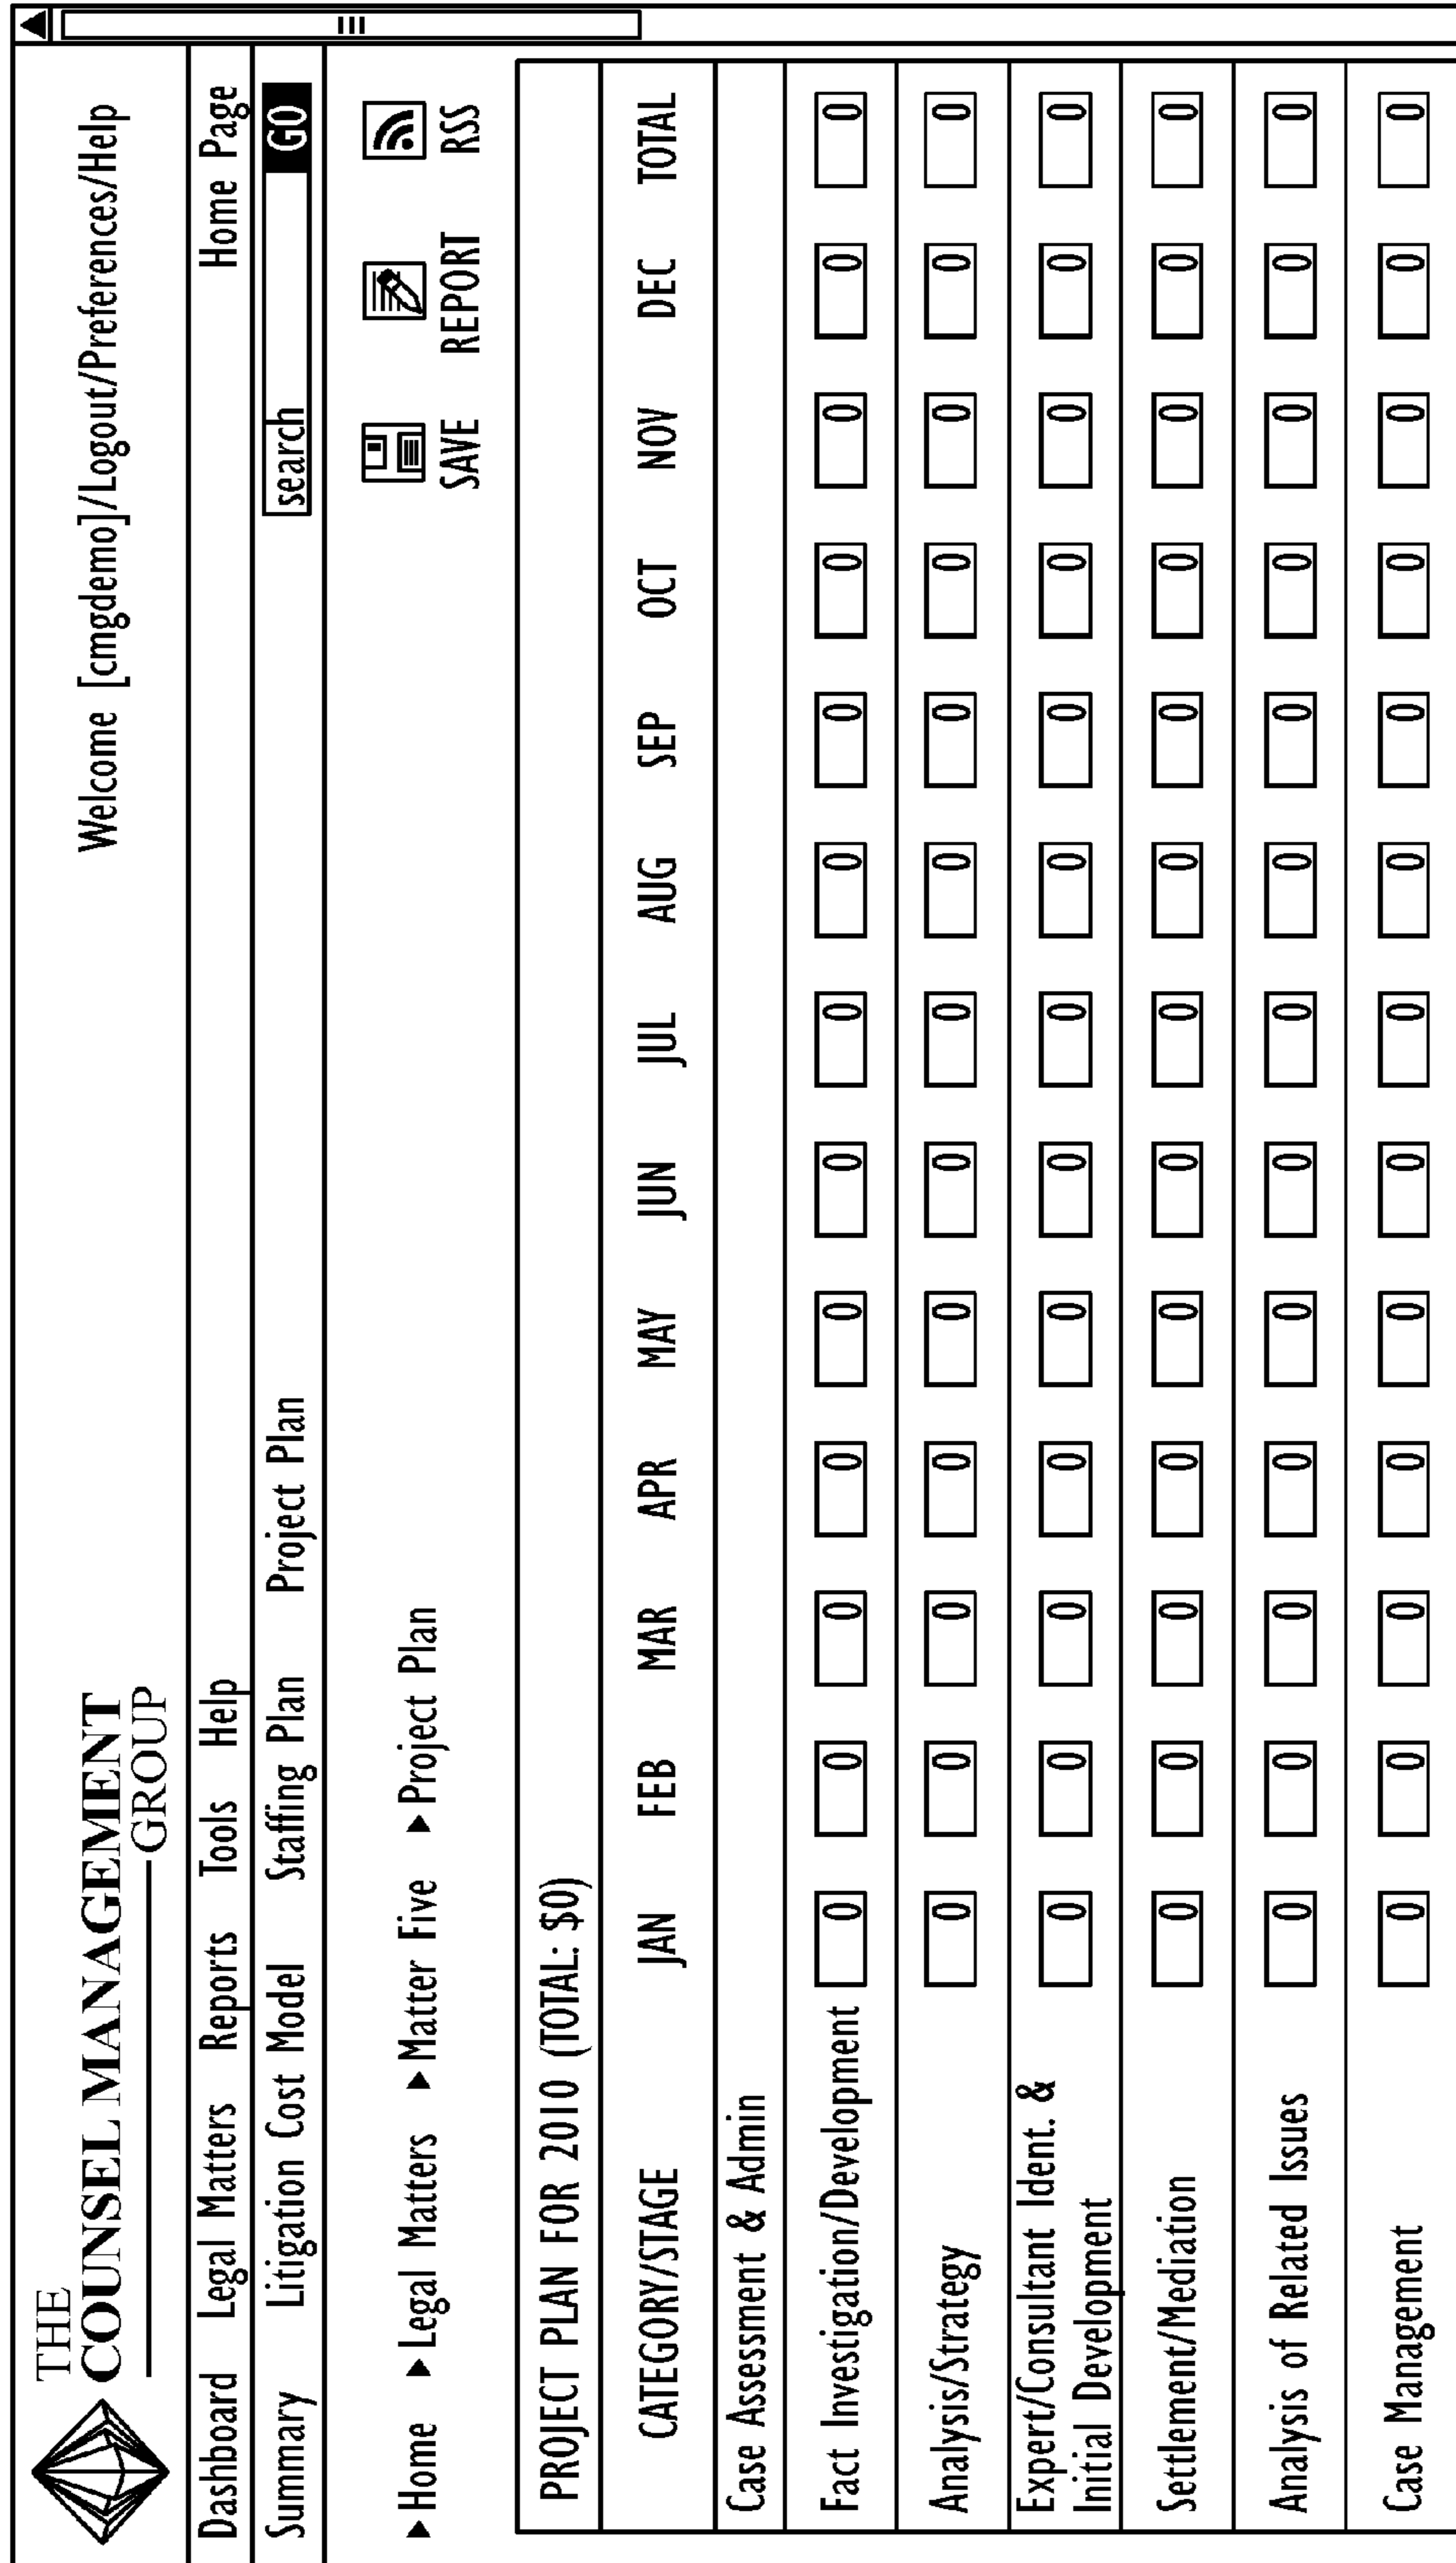 THE
COUNSEL MANAGEMENT
GROUP
Welcome [cmgdemo]/Logout/Preferences/Help
Dashboard Legal Matters Reports Tools Help Home Page
Summary Litigation Cost Model Staffing Plan Project Plan search GO
Home Legal Matters Matter Five Project Plan
SAVE REPORT RSS
PROJECT PLAN FOR 2010 (TOTAL: $0)
CATEGORY/STAGE JAN FEB MAR APR MAY JUN JUL AUG SEP OCT NOV DEC TOTAL
Case Assessment & Admin
Fact Investigation/Development 0 0 0 0 0 0 0 0 0 0 0 0 0
Analysis/Strategy 0 0 0 0 0 0 0 0 0 0 0 0 0
Expert/Consultant Ident. &
Initial Development 0 0 0 0 0 0 0 0 0 0 0 0 0
Settlement/Mediation 0 0 0 0 0 0 0 0 0 0 0 0 0
Analysis of Related Issues 0 0 0 0 0 0 0 0 0 0 0 0 0
Case Management 0 0 0 0 0 0 0 0 0 0 0 0 0